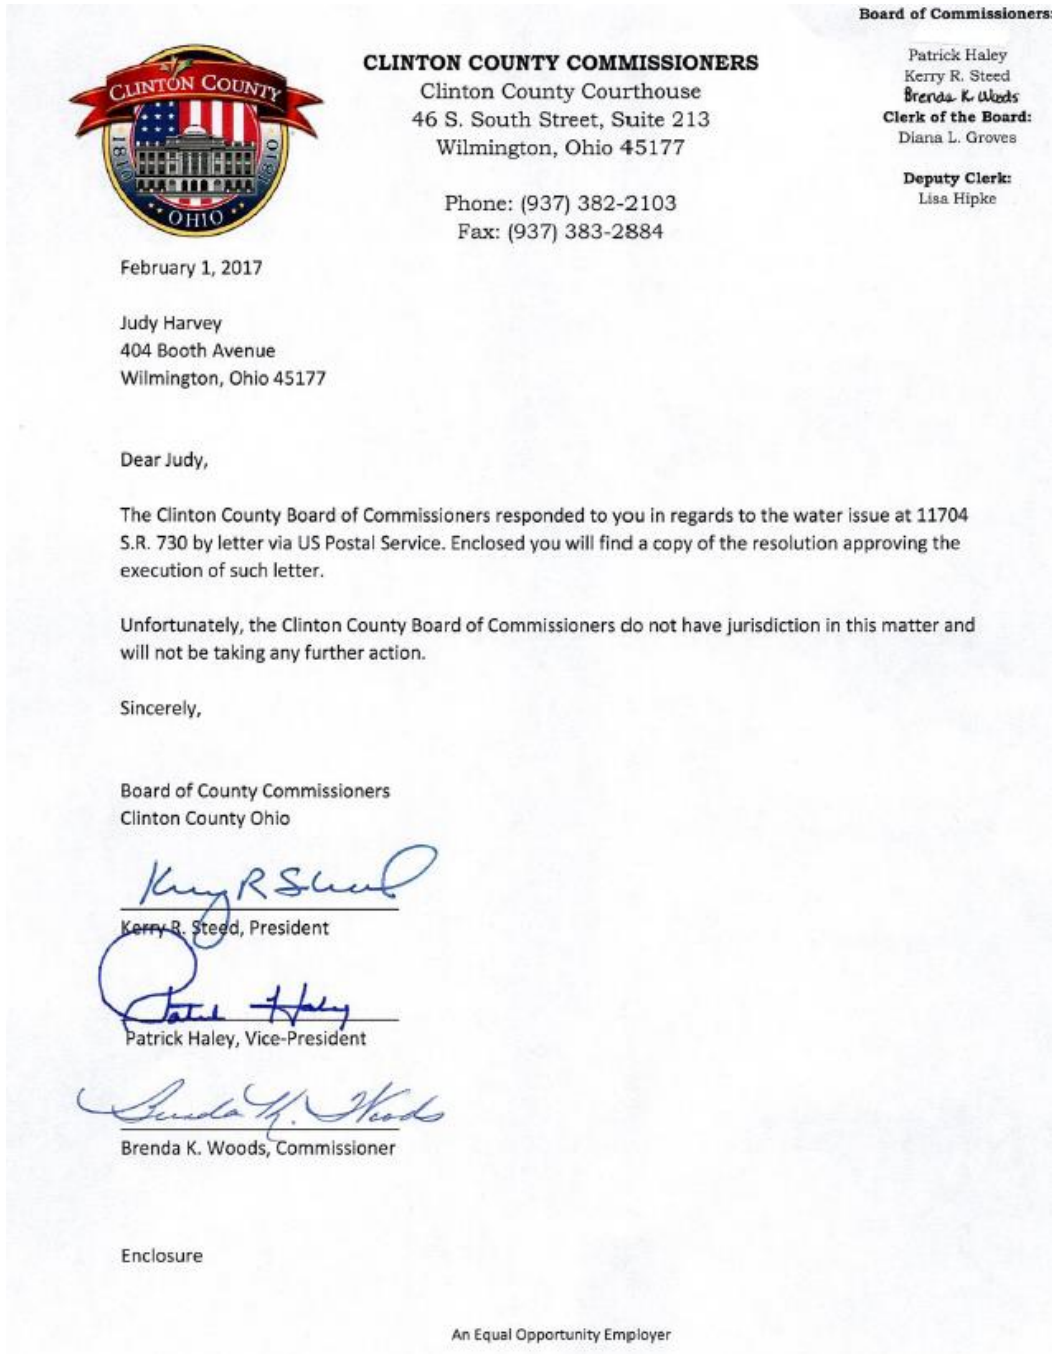 Board of Commissioners:
Patrick Haley
Kerry R. Steed
Brenda K. Woods
Clerk of the Board:
Diana L. Groves
Deputy Clerk:
Lisa Hipke
CLINTON COUNTY
1810 1810
OHIO
CLINTON COUNTY COMMISSIONERS
Clinton County Courthouse
46 S. South Street, Suite 213
Wilmington, Ohio 45177
Phone: (937) 382-2103
Fax: (937) 383-2884
February 1, 2017
Judy Harvey
404 Booth Avenue
Wilmington, Ohio 45177
Dear Judy,
The Clinton County Board of Commissioners responded to you in regards to the water issue at 11704
S.R. 730 by letter via US Postal Service. Enclosed you will find a copy of the resolution approving the
execution of such letter.
Unfortunately, the Clinton County Board of Commissioners do not have jurisdiction in this matter and
will not be taking any further action.
Sincerely,
Board of County Commissioners
Clinton County Ohio
Kerry R Steed
Kerry R. Steed, President
Patrick Haley
Patrick Haley, Vice-President
Brenda K. Woods
Brenda K. Woods, Commissioner
Enclosure
An Equal Opportunity Employer